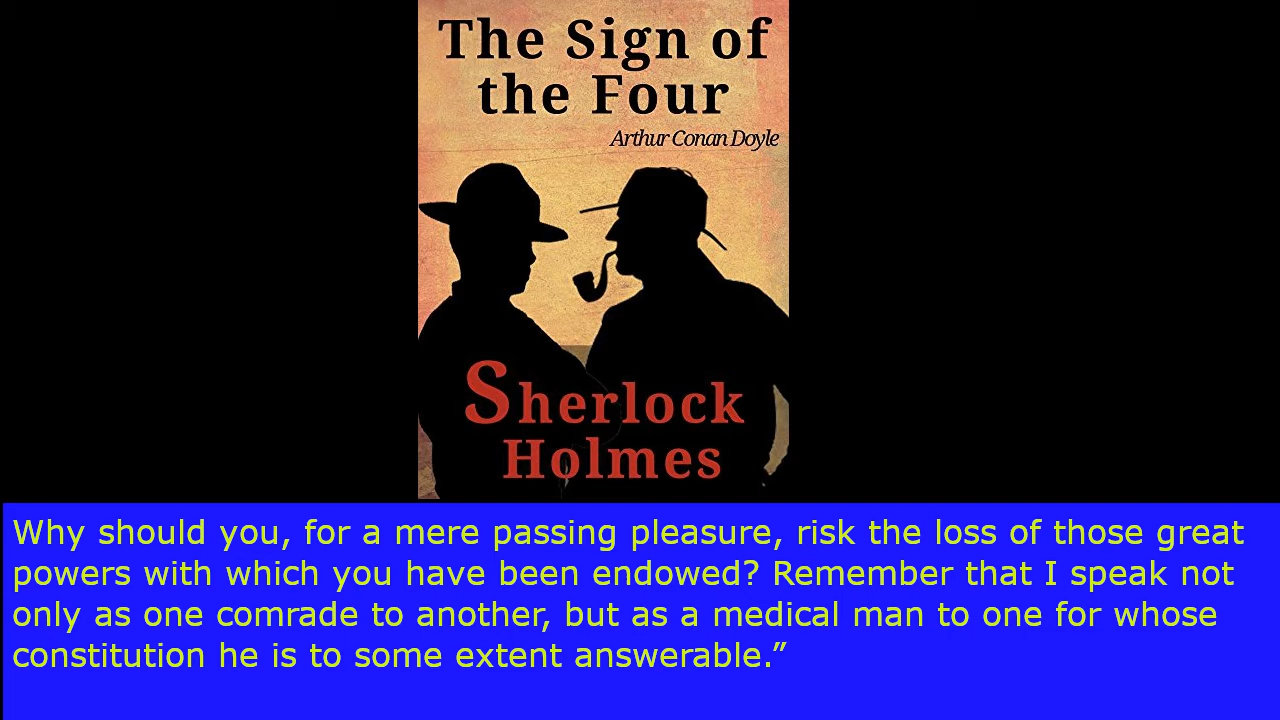 The Sign of
the Four
Arthur Conan Doyle
Sherlock
Holmes
Why should you, for a mere passing pleasure, risk the loss of those great
powers with which you have been endowed? Remember that I speak not
only as one comrade to another, but as a medical man to one for whose
constitution he is to some extent answerable.”